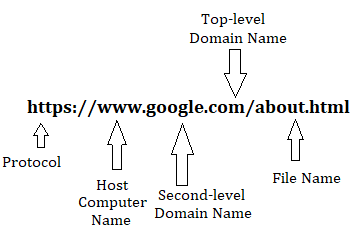 Top-level
Domain Name
https://www.google.com/about.html
Protocol
Host
Computer
Name
Second-level
Domain Name
File Name